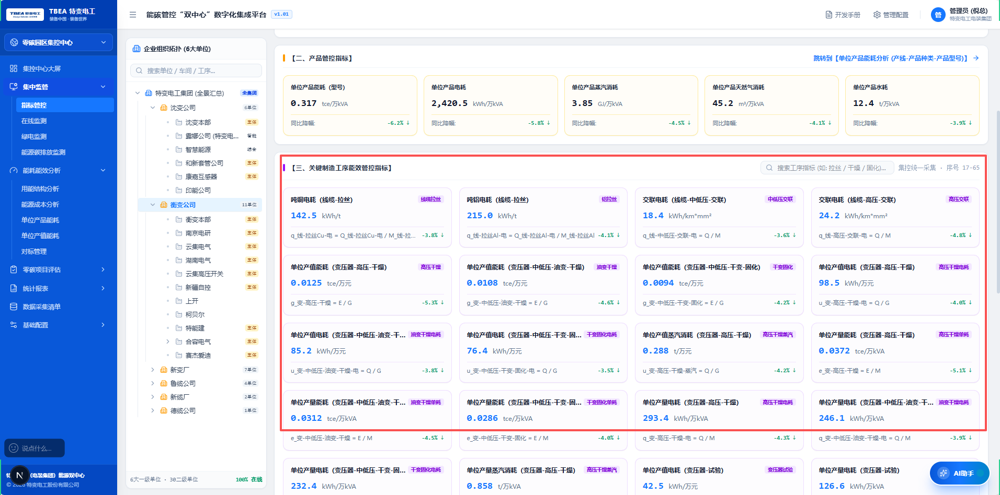 TBEA 特变电工
TBEA 特变电工
装备中国 · 装备世界
能碳管控“双中心”数字化集成平台 v1.01
开发手册
管理配置
管
管理员 (倪总)
特变电工电装集团
零碳园区集控中心
集控中心大屏
集中监管
指标管控
在线监测
绿电监测
能源碳排放监测
能耗能效分析
用能结构分析
能源成本分析
单位产品能耗
单位产值能耗
对标管理
零碳项目评估
统计报表
数据采集清单
基础配置
说点什么...
N
(电装集团) 能源双中心
特变电工股份有限公司
企业组织拓扑 (6大单位)
搜索单位 / 车间 / 工序...
特变电工集团 (全景汇总) 全集团
沈变公司 6单位
沈变本部 主体
露娜公司 (特变电... 智能
智慧能源 综合
和新套管公司 主体
康嘉互感器 主体
印能公司
衡变公司 11单位
衡变本部 主体
南京电研 主体
云集电气 主体
湖南电气 主体
云集高压开关 主体
新疆自控 主体
上开
柯贝尔
特能建 主体
合容电气 主体
赛杰爱迪 主体
新变厂 7单位
鲁缆公司 4单位
新缆厂 2单位
德缆公司 1单位
6大一级单位 · 30二级单位 100% 在线
【二、产品管控指标】
跳转到【单位产品能耗分析 (产线-产品种类-产品型号)】 →
单位产品能耗（型号）
0.317 tce/万kVA
同比降幅: -6.2% ↓
单位产品电耗
2,420.5 kWh/万kVA
同比降幅: -5.8% ↓
单位产品蒸汽消耗
3.85 GJ/万kVA
同比降幅: -4.5% ↓
单位产品天然气消耗
45.2 m³/万kVA
同比降幅: -4.1% ↓
单位产品水耗
12.4 t/万kVA
同比降幅: -3.9% ↓
【三、关键制造工序能效管控指标】
搜索工序指标 (如: 拉丝 / 干燥 / 固化)...
集控统一采集 · 序号 17-65
吨铜电耗（线缆-拉丝） 线缆拉丝
142.5 kWh/t
q_线-拉丝Cu-电 = Q_线-拉丝Cu-电 / M_线-拉... -3.8% ↓
吨铝电耗（线缆-拉丝） 铝拉丝
215.0 kWh/t
q_线-拉丝Al-电 = Q_线-拉丝Al-电 / M_线-拉丝Al -4.1% ↓
交联电耗（线缆-中低压-交联） 中低压交联
18.4 kWh/km*mm²
q_线-中低压-交联-电 = Q / M -3.6% ↓
交联电耗（线缆-高压-交联） 高压交联
24.2 kWh/km*mm²
q_线-高压-交联-电 = Q / M -4.8% ↓
单位产值能耗（变压器-高压-干燥） 高压干燥
0.0125 tce/万元
g_变-高压-干燥 = E / G -5.3% ↓
单位产值能耗（变压器-中低压-油变-干燥） 油变干燥
0.0108 tce/万元
g_变-中低压-油变-干燥 = E / G -4.6% ↓
单位产值能耗（变压器-中低压-干变-固化） 干变固化
0.0094 tce/万元
g_变-中低压-干变-固化 = E / G -4.2% ↓
单位产值电耗（变压器-高压-干燥） 高压干燥电耗
98.5 kWh/万元
u_变-高压-干燥-电 = Q / G -4.0% ↓
单位产值电耗（变压器-中低压-油变-干... 油变干燥电耗
85.2 kWh/万元
u_变-中低压-油变-干燥-电 = Q / G -3.8% ↓
单位产值电耗（变压器-中低压-干变-固... 干变固化电耗
76.4 kWh/万元
u_变-中低压-干变-固化-电 = Q / G -3.5% ↓
单位产值蒸汽消耗（变压器-高压-干燥） 高压干燥蒸汽
0.288 t/万元
u_变-高压-干燥-蒸汽 = Q / G -4.2% ↓
单位产量能耗（变压器-高压-干燥） 高压干燥单耗
0.0372 tce/万kVA
e_变-高压-干燥 = E / M -5.1% ↓
单位产量能耗（变压器-中低压-油变-干... 油变干燥单耗
0.0312 tce/万kVA
e_变-中低压-油变-干燥 = E / M -4.5% ↓
单位产量能耗（变压器-中低压-干变-固... 干变固化单耗
0.0286 tce/万kVA
e_变-中低压-干变-固化 = E / M -4.0% ↓
单位产量电耗（变压器-高压-干燥） 高压干燥电耗
293.4 kWh/万kVA
q_变-高压-干燥-电 = Q / M -4.3% ↓
单位产量电耗（变压器-中低压-油变-干... 油变干燥电耗
246.1 kWh/万kVA
q_变-中低压-油变-干燥-电 = Q / M -3.9% ↓
单位产量电耗（变压器-中低压-干变-固... 干变固化电耗
232.4 kWh/万kVA
单位产量蒸汽消耗（变压器-高压-干燥） 高压干燥蒸汽
0.858 t/万kVA
单位产值电耗（变压器-试验） 变压器试验
42.5 kWh/万元
单位产量电耗（变压器-试验）
126.6 kWh/万kVA
AI助手